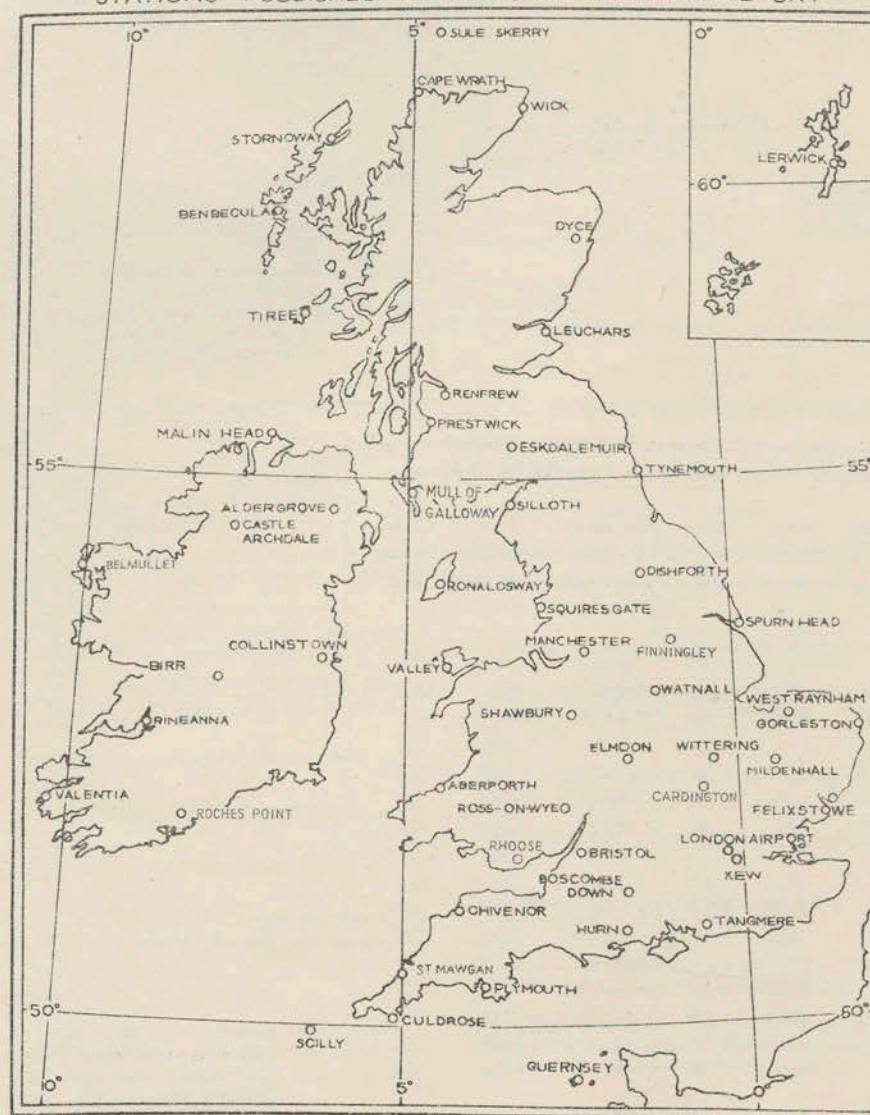 10°
5°
O SULE SKERRY
0°
CAPE WRATH
WICK
STORNOWAY
LERWICK
60°
BENBECULA
DYCE
TIREE
LEUCHARS
RENFREW
PRESTWICK
MALIN HEAD
ESKDALEMUIR
55°
TYNEMOUTH
55°
MULL OF
GALLOWAY
ALDERGROVE
SILLOTH
CASTLE
ARCHDALE
BELMULLET
DISHFORTH
RONALDSWAY
SQUIRES GATE
SPURN HEAD
MANCHESTER
FINNINGLEY
COLLINSTOWN
BIRR
VALLEY
WATNALL
WEST RAYNHAM
RINEANNA
SHAWBURY
GORLESTON
ELMDON
WITTERING
MILDENHALL
VALENTIA
ABERPORTH
CARDINGTON
ROCHES POINT
ROSS-ON-WYE
FELIXSTOWE
LONDON AIRPORT
RHOOSE
BRISTOL
KEW
BOSCOMBE
DOWN
CHIVENOR
TANGMERE
HURN
ST MAWGAN
PLYMOUTH
50°
CULDROSE
50°
SCILLY
GUERNSEY
10°
5°
0°